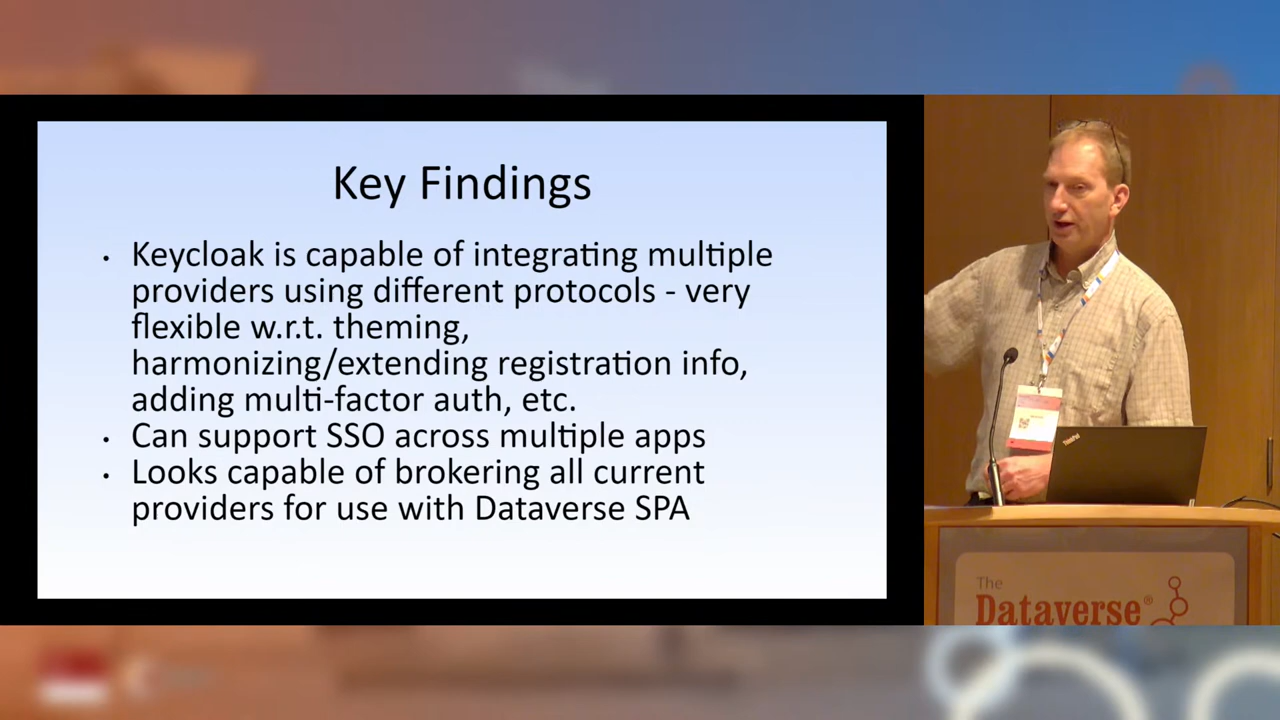 Key Findings
• Keycloak is capable of integrating multiple
providers using different protocols - very
flexible w.r.t. theming,
harmonizing/extending registration info,
adding multi-factor auth, etc.
• Can support SSO across multiple apps
• Looks capable of brokering all current
providers for use with Dataverse SPA
ThinkPad
The
Dataverse®